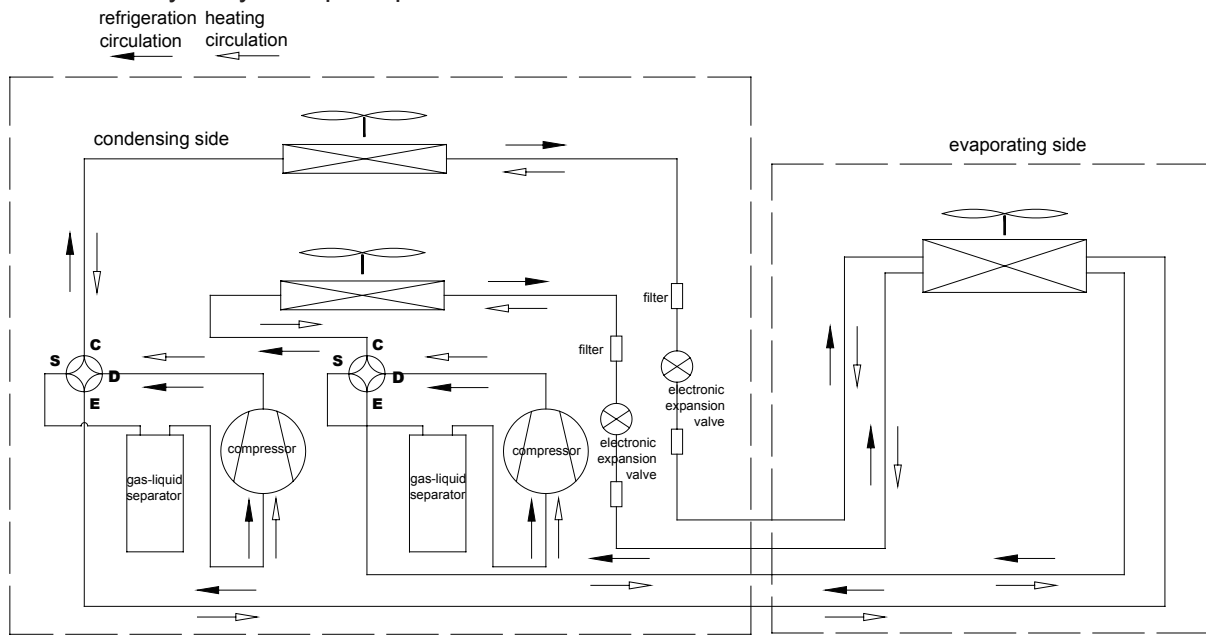 refrigeration heating
circulation circulation
condensing side
evaporating side
filter
C
S
D
E
C
S
D
E
filter
electronic
expansion
valve
electronic
expansion
valve
compressor
compressor
gas-liquid
separator
gas-liquid
separator